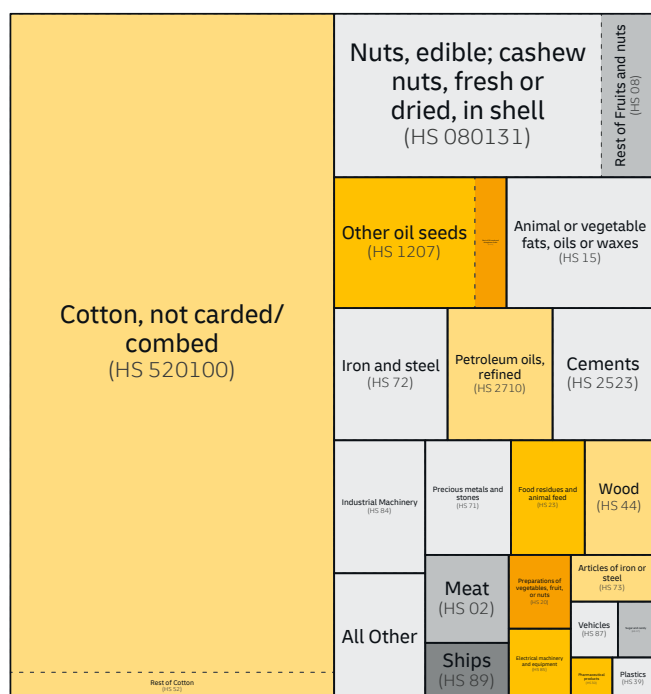 Cotton, not carded/
combed
(HS 520100)
Rest of Cotton
(HS 52)
Nuts, edible; cashew
nuts, fresh or
dried, in shell
(HS 080131)
Rest of Fruits and nuts
(HS 08)
Other oil seeds
(HS 1207)
Animal or vegetable
fats, oils or waxes
(HS 15)
Iron and steel
(HS 72)
Petroleum oils,
refined
(HS 2710)
Cements
(HS 2523)
Industrial Machinery
(HS 84)
Precious metals and
stones
(HS 71)
Food residues and
animal feed
(HS 23)
Wood
(HS 44)
All Other
Meat
(HS 02)
Ships
(HS 89)
Preparations of
vegetables, fruit,
or nuts
(HS 20)
Electrical machinery
and equipment
(HS 85)
Articles of iron or
steel
(HS 73)
Vehicles
(HS 87)
Pharmaceutical
products
Plastics
(HS 39)